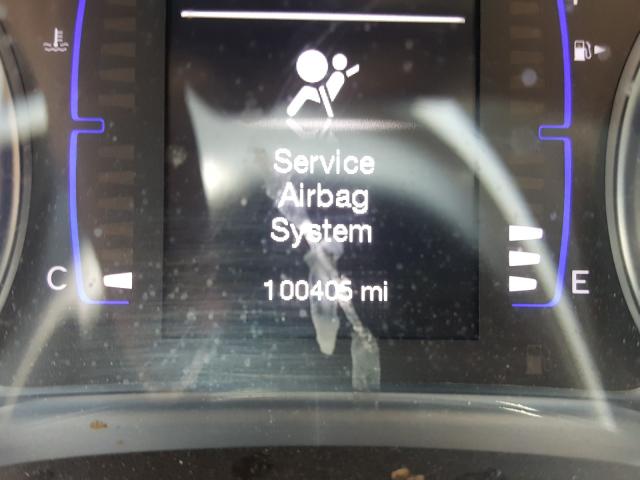 Service
Airbag
System
100405 mi
C
E